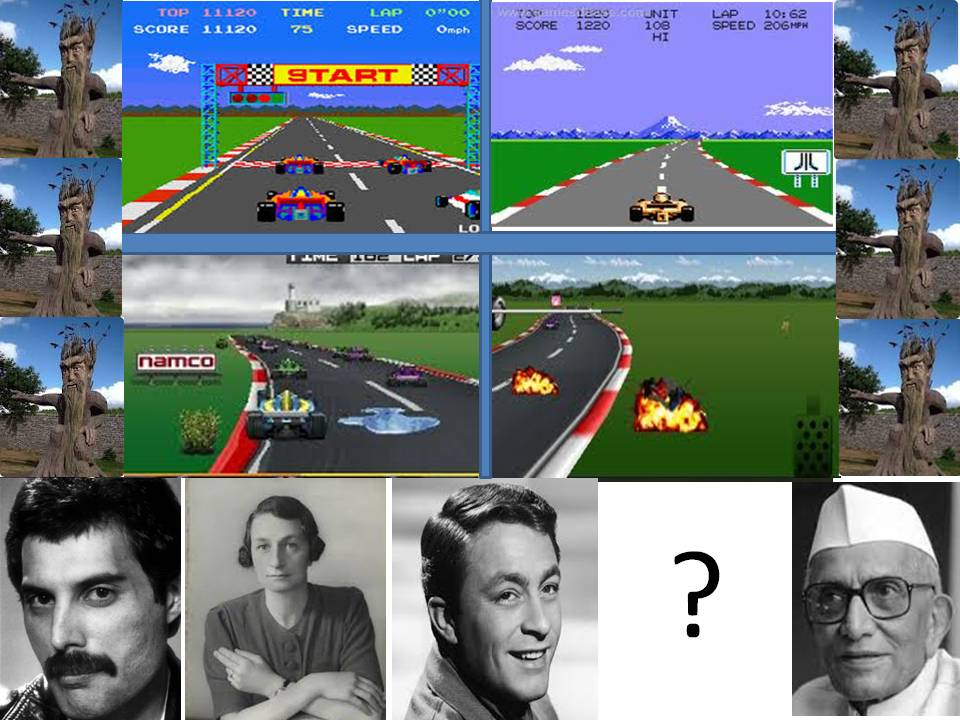 TOP 11120 TIME LAP 0"00
SCORE 11120 75 SPEED 0mph
START
LO
TOP 1220 UNIT LAP 10:62
SCORE 1220 108 SPEED 206MPH
HI
TIME LAP
namco
?